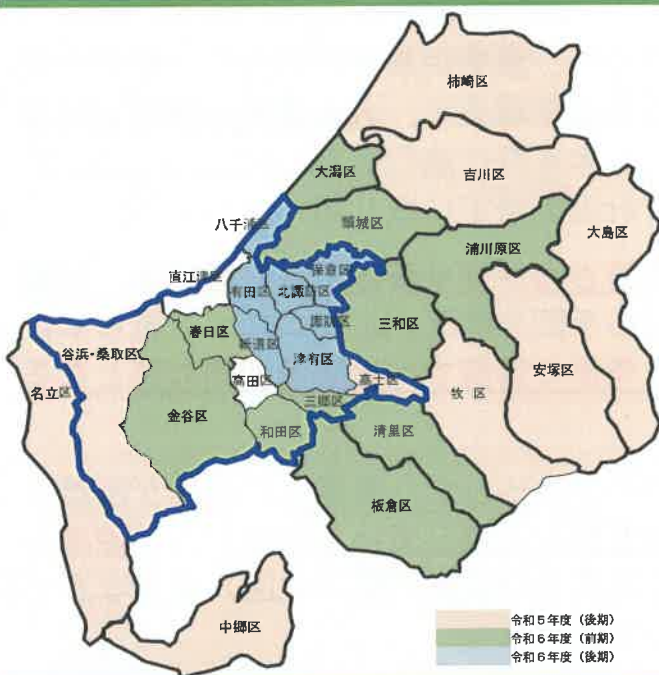 柿崎区
吉川区
大潟区
大島区
頸城区
八千浦区
浦川原区
保倉区
直江津区
有田区
北諏訪区
諏訪区
三和区
春日区
新道区
谷浜・桑取区
津有区
安塚区
高田区
高士区
牧 区
名立区
三郷区
金谷区
和田区
清里区
板倉区
中郷区
令和5年度(後期)
令和6年度(前期)
令和6年度(後期)